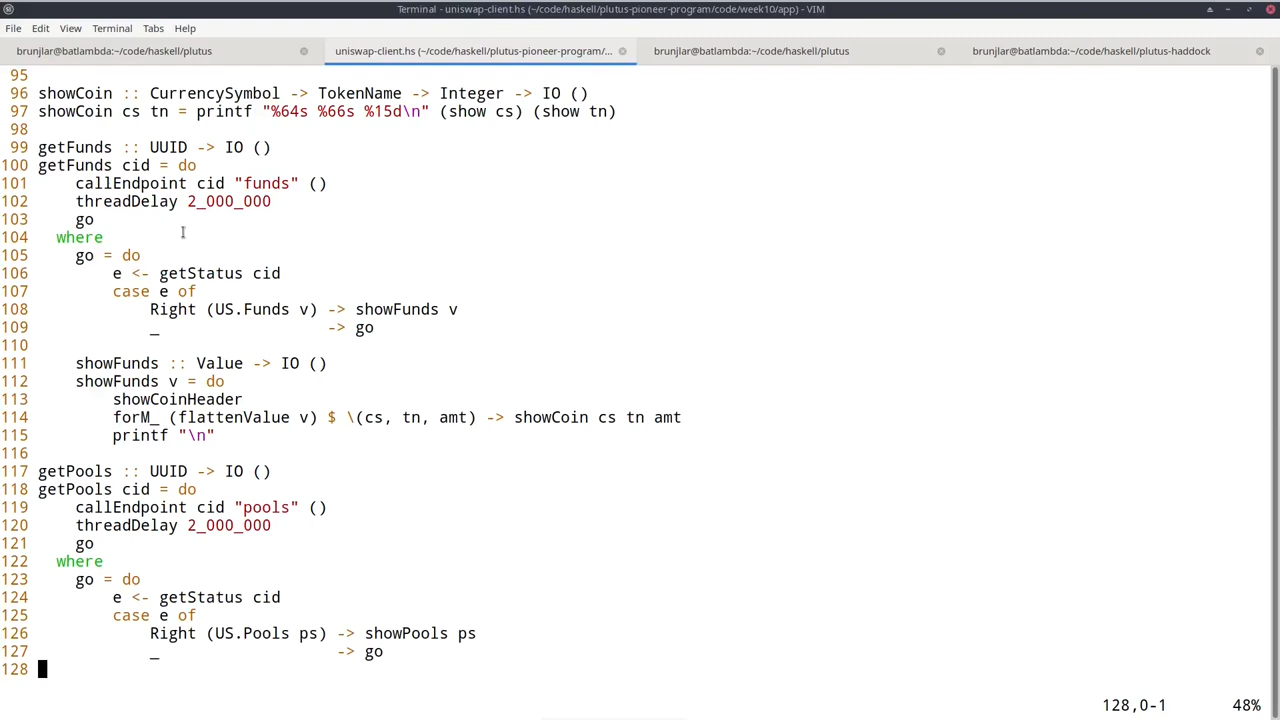 Terminal - uniswap-client.hs (~/code/haskell/plutus-pioneer-program/code/week10/app) - VIM
File Edit View Terminal Tabs Help
brunjlar@batlambda:~/code/haskell/plutus uniswap-client.hs (~/code/haskell/plutus-pioneer-program/... brunjlar@batlambda:~/code/haskell/plutus brunjlar@batlambda:~/code/haskell/plutus-haddock
95
96 showCoin :: CurrencySymbol -> TokenName -> Integer -> IO ()
97 showCoin cs tn = printf "%64s %66s %15d\n" (show cs) (show tn)
98
99 getFunds :: UUID -> IO ()
100 getFunds cid = do
101     callEndpoint cid "funds" ()
102     threadDelay 2_000_000
103     go
104   where
105     go = do
106         e <- getStatus cid
107         case e of
108             Right (US.Funds v) -> showFunds v
109             _                  -> go
110
111     showFunds :: Value -> IO ()
112     showFunds v = do
113         showCoinHeader
114         forM_ (flattenValue v) $ \(cs, tn, amt) -> showCoin cs tn amt
115         printf "\n"
116
117 getPools :: UUID -> IO ()
118 getPools cid = do
119     callEndpoint cid "pools" ()
120     threadDelay 2_000_000
121     go
122   where
123     go = do
124         e <- getStatus cid
125         case e of
126             Right (US.Pools ps) -> showPools ps
127             _                   -> go
128
128,0-1 48%